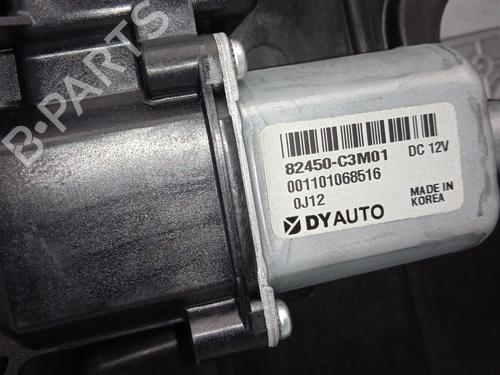 B-PARTS
82450-C3M01 DC 12V
001101068516
0J12
MADE IN
KOREA
DYAUTO